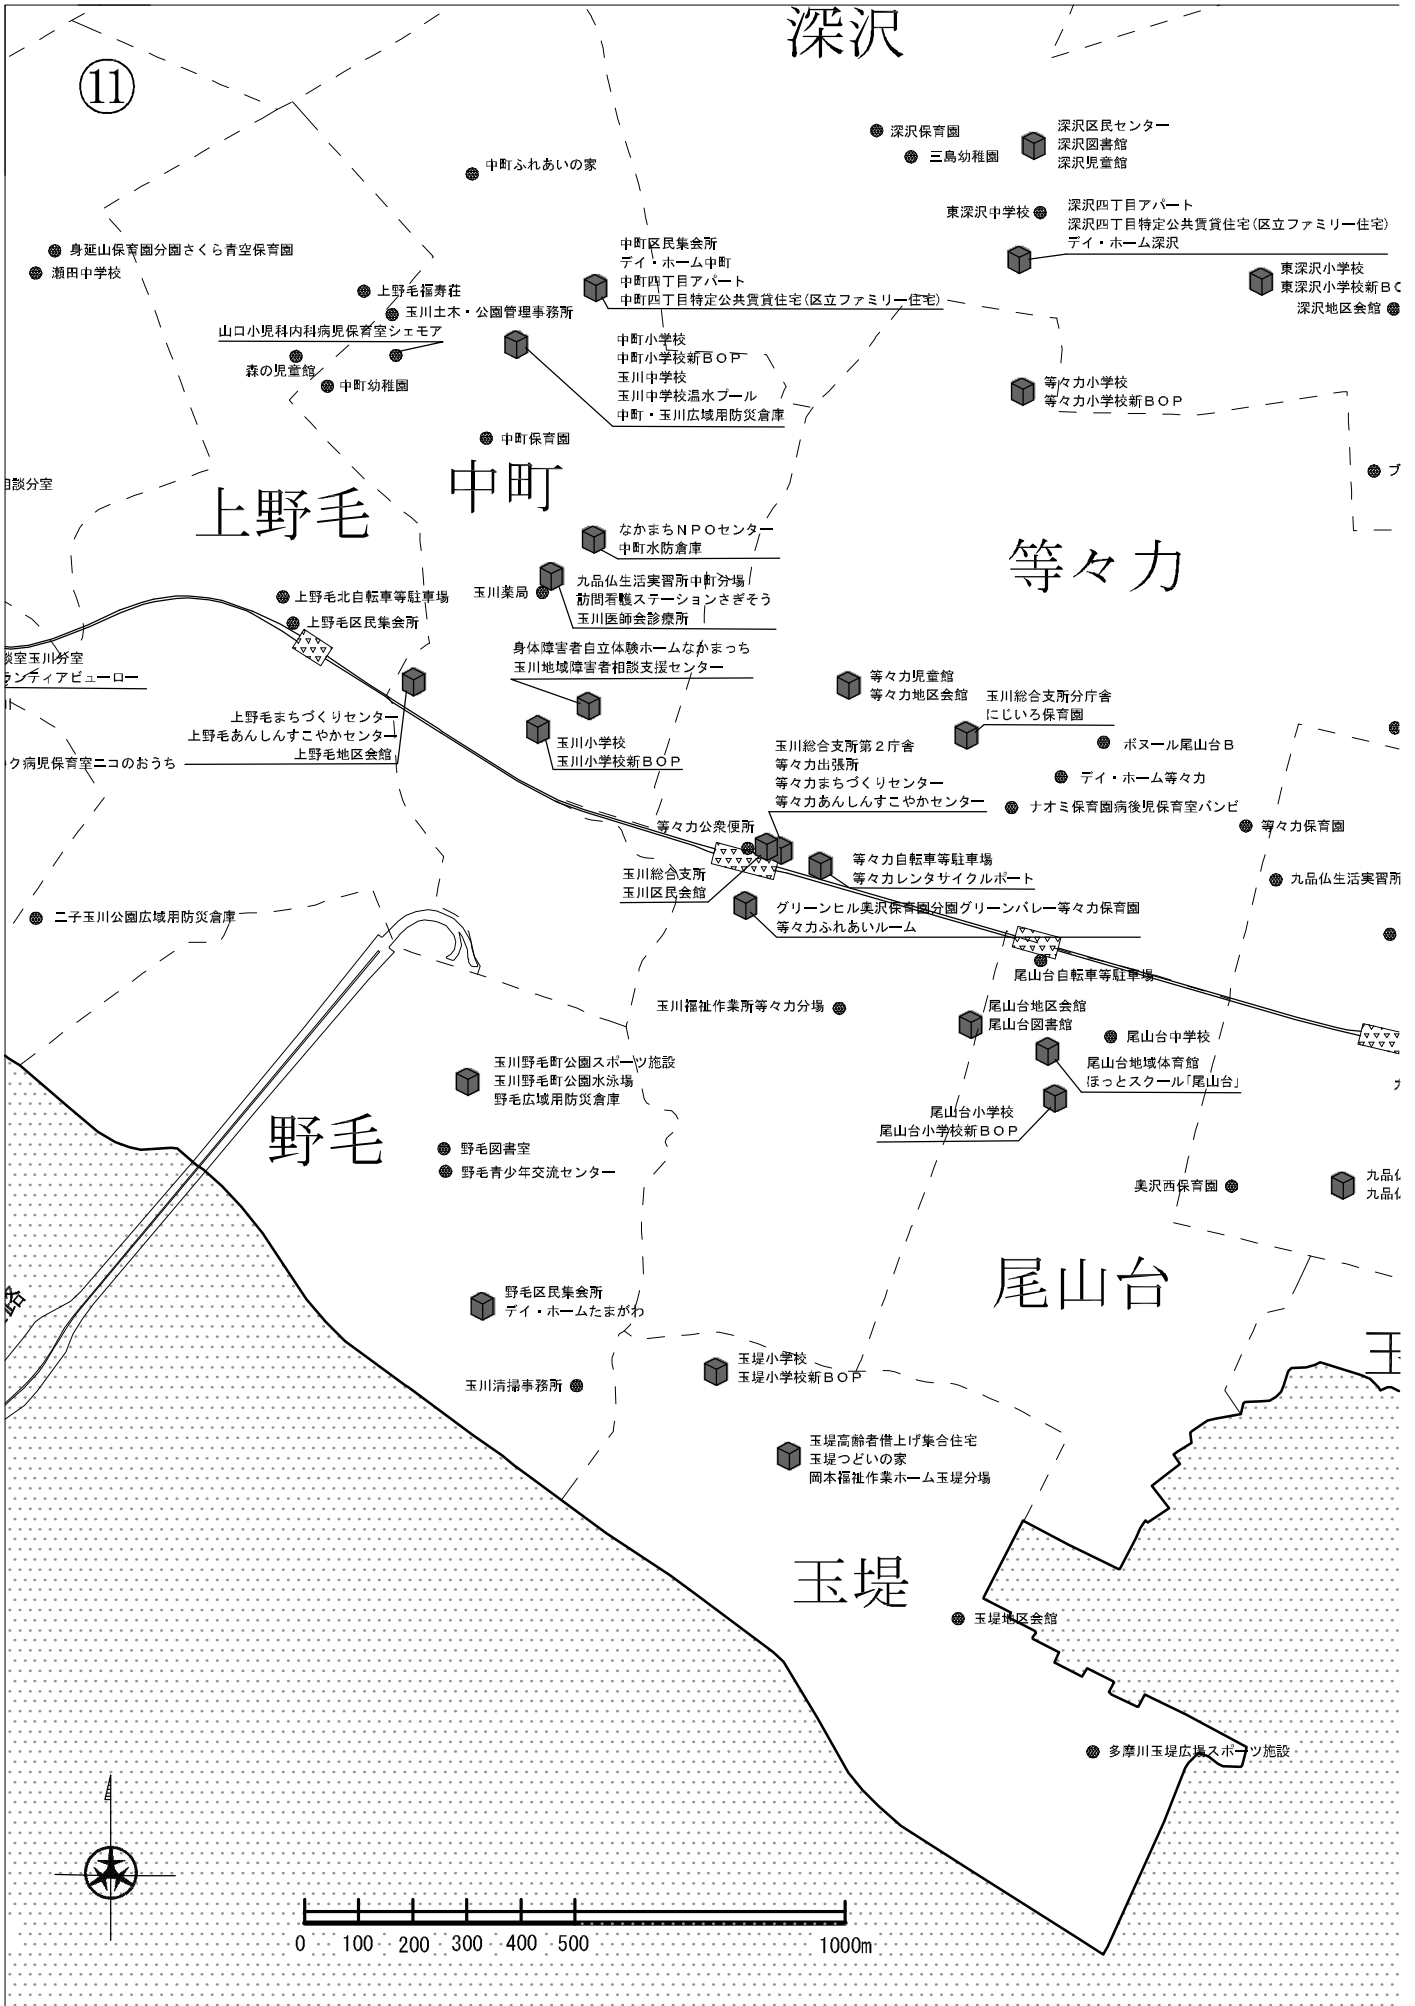 深沢
⑪
深沢保育園
三島幼稚園
深沢区民センター
深沢図書館
深沢児童館
中町ふれあいの家
東深沢中学校
深沢四丁目アパート
深沢四丁目特定公共賃貸住宅(区立ファミリー住宅)
デイ・ホーム深沢
身延山保育園分園さくら青空保育園
瀬田中学校
中町区民集会所
デイ・ホーム中町
中町四丁目アパート
中町四丁目特定公共賃貸住宅(区立ファミリー住宅)
東深沢小学校
東深沢小学校新BO
深沢地区会館
上野毛福寿荘
玉川土木・公園管理事務所
山口小児科内科病児保育室シェモア
森の児童館
中町幼稚園
中町小学校
中町小学校新BOP
玉川中学校
玉川中学校温水プール
中町・玉川広域用防災倉庫
等々力小学校
等々力小学校新BOP
中町保育園
中町
上野毛
談分室
ブ
等々力
なかまちNPOセンター
中町水防倉庫
玉川薬局
九品仏生活実習所中町分場
訪問看護ステーションさぎそう
玉川医師会診療所
上野毛北自転車等駐車場
上野毛区民集会所
室玉川分室
ランティアビューロー
川
身体障害者自立体験ホームなかまっち
玉川地域障害者相談支援センター
等々力児童館
等々力地区会館
玉川総合支所分庁舎
にじいろ保育園
上野毛まちづくりセンター
上野毛あんしんすこやかセンター
上野毛地区会館
ク病児保育室ニコのおうち
玉川小学校
玉川小学校新BOP
玉川総合支所第2庁舎
等々力出張所
等々力まちづくりセンター
等々力あんしんすこやかセンター
ボヌール尾山台B
デイ・ホーム等々力
ナオミ保育園病後児保育室バンビ
等々力公衆便所
等々力保育園
玉川総合支所
玉川区民会館
等々力自転車等駐車場
等々力レンタサイクルポート
九品仏生活実習所
二子玉川公園広域用防災倉庫
グリーンヒル奥沢保育園分園グリーンバレー等々力保育園
等々力ふれあいルーム
尾山台自転車等駐車場
玉川福祉作業所等々力分場
尾山台地区会館
尾山台図書館
尾山台中学校
尾山台地域体育館
ほっとスクール「尾山台」
玉川野毛町公園スポーツ施設
玉川野毛町公園水泳場
野毛広域用防災倉庫
尾山台小学校
尾山台小学校新BOP
野毛
野毛図書室
野毛青少年交流センター
奥沢西保育園
九品仏
九品仏
尾山台
路
野毛区民集会所
デイ・ホームたまがわ
玉
玉堤小学校
玉堤小学校新BOP
玉川清掃事務所
玉堤高齢者借上げ集合住宅
玉堤つどいの家
岡本福祉作業ホーム玉堤分場
玉堤
玉堤地区会館
多摩川玉堤広場スポーツ施設
0 100 200 300 400 500 1000m